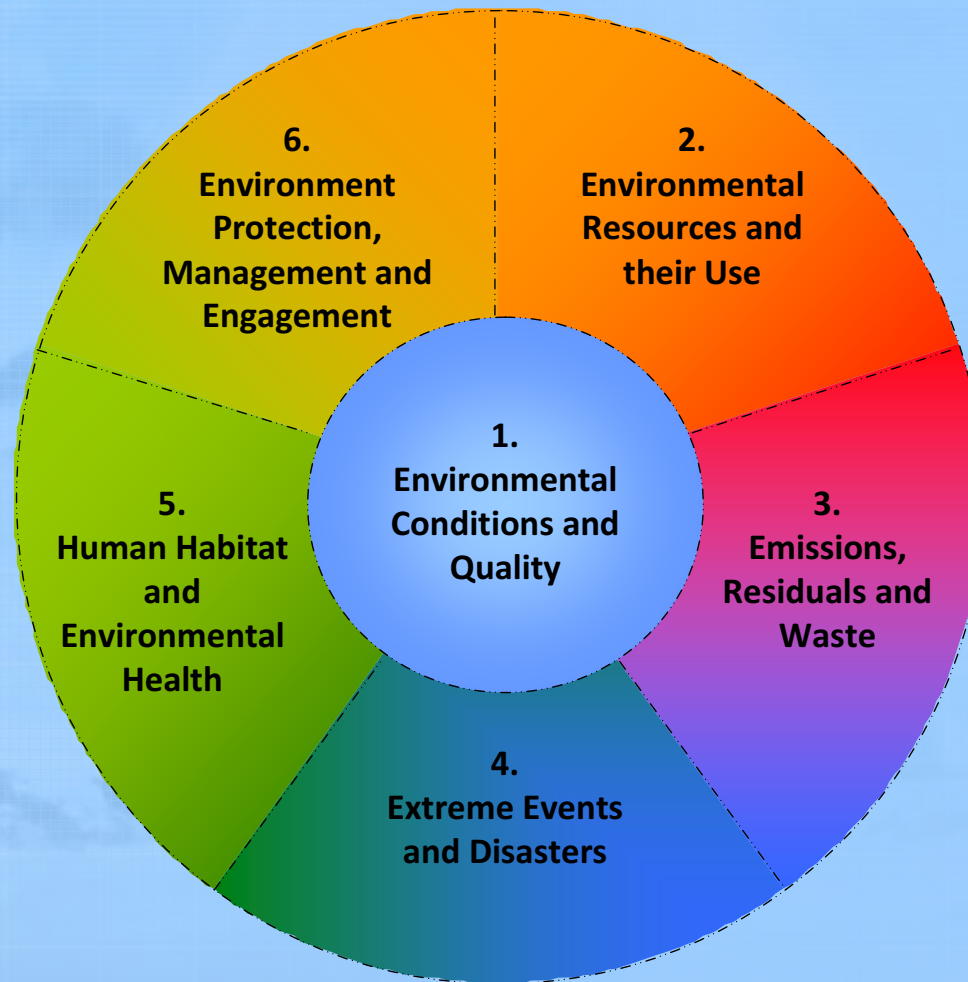 1.
Environmental
Conditions and
Quality
2.
Environmental
Resources and
their Use
3.
Emissions,
Residuals and
Waste
4.
Extreme Events
and Disasters
5.
Human Habitat
and
Environmental
Health
6.
Environment
Protection,
Management and
Engagement